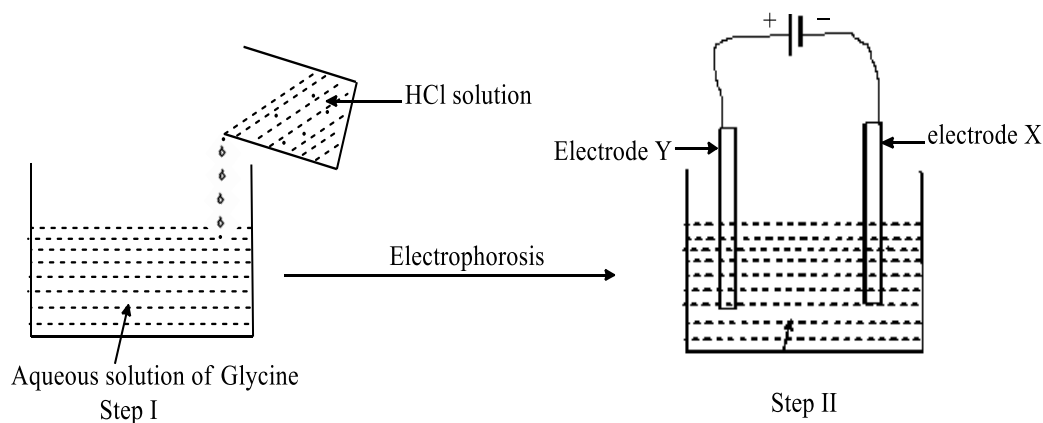 HCl solution
Aqueous solution of Glycine
Step I
Electrophorosis
+ −
Electrode Y
electrode X
Step II